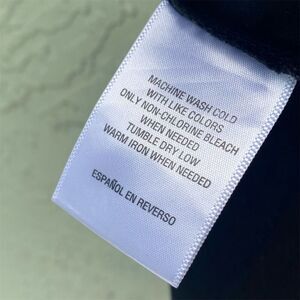 MACHINE WASH COLD
WITH LIKE COLORS
ONLY NON-CHLORINE BLEACH
WHEN NEEDED
TUMBLE DRY LOW
WARM IRON WHEN NEEDED
ESPAÑOL EN REVERSO